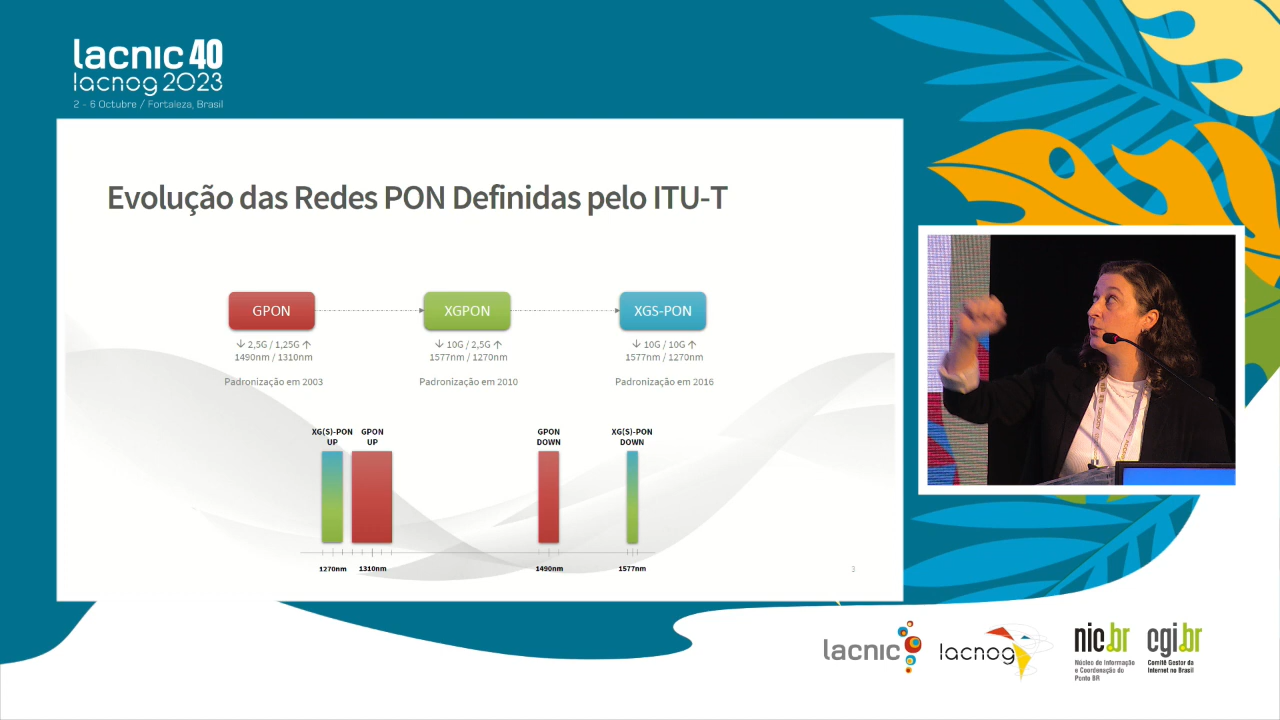 lacnic 40
lacnog 2023
2 - 6 Octubre / Fortaleza, Brasil
Evolução das Redes PON Definidas pelo ITU-T
GPON
XGPON
XGS-PON
↓ 2,5G / 1,25G ↑
1490nm / 1310nm
↓ 10G / 2,5G ↑
1577nm / 1270nm
↓ 10G / 10G ↑
1577nm / 1270nm
Padronização em 2003
Padronização em 2010
Padronização em 2016
XG(S)-PON
UP
GPON
UP
GPON
DOWN
XG(S)-PON
DOWN
1270nm
1310nm
1490nm
1577nm
3
lacnic
lacnog
nic.br
Núcleo de Informação
e Coordenação do
Ponto BR
cgi.br
Comitê Gestor da
Internet no Brasil